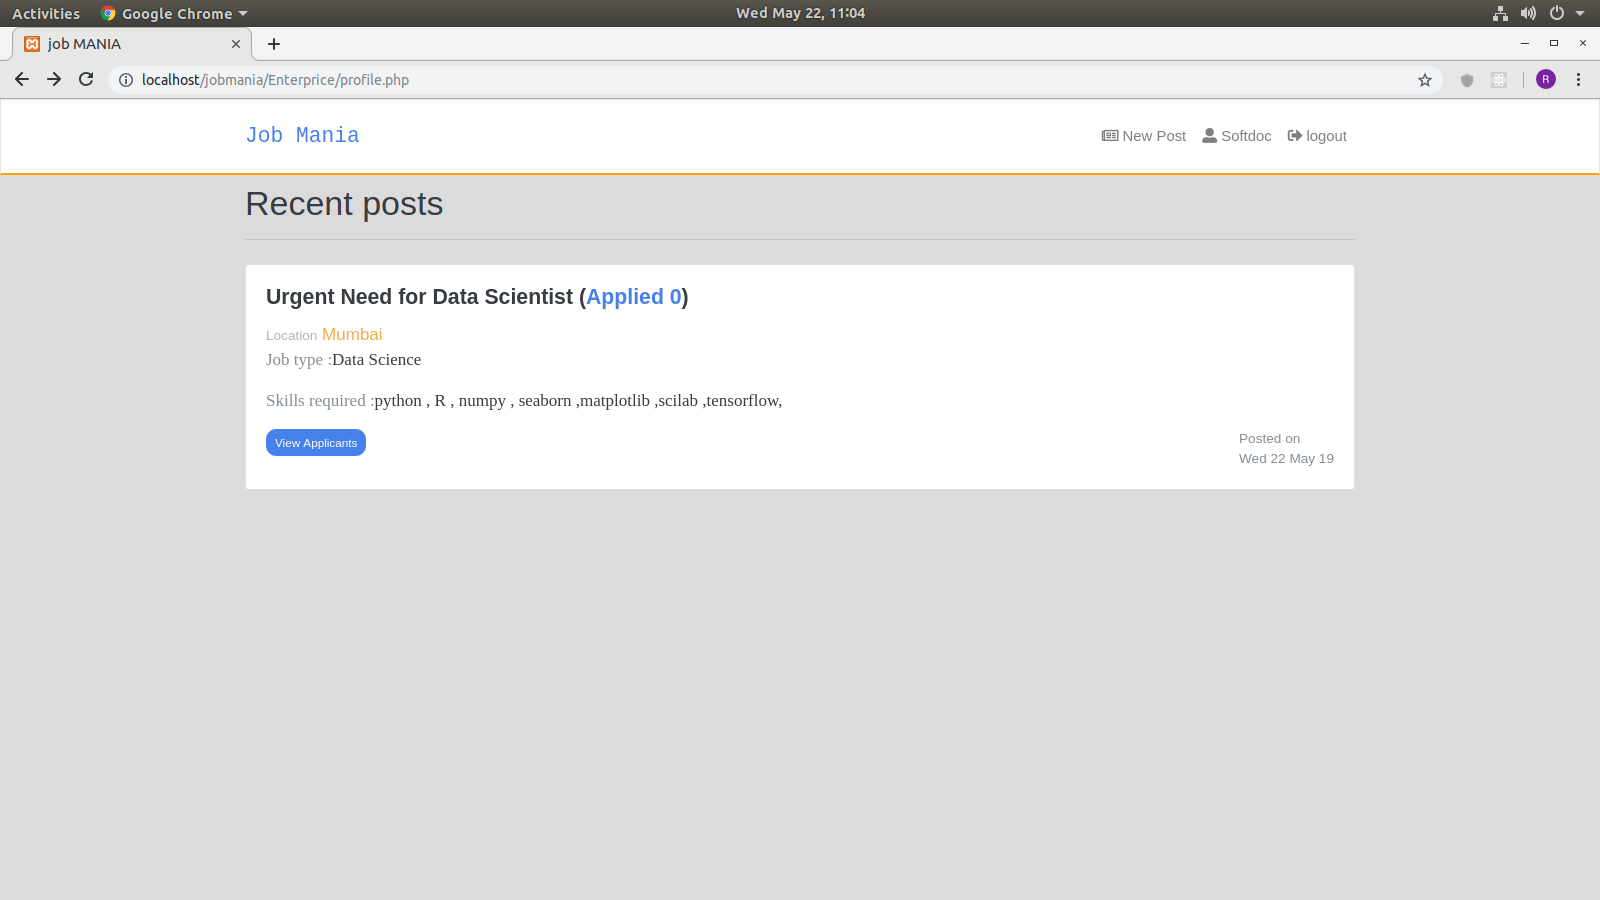 Activities Google Chrome Wed May 22, 11:04
job MANIA
localhost/jobmania/Enterprice/profile.php R
Job Mania New Post Softdoc logout
Recent posts
Urgent Need for Data Scientist (Applied 0)
Location Mumbai
Job type :Data Science
Skills required :python , R , numpy , seaborn ,matplotlib ,scilab ,tensorflow,
View Applicants
Posted on
Wed 22 May 19